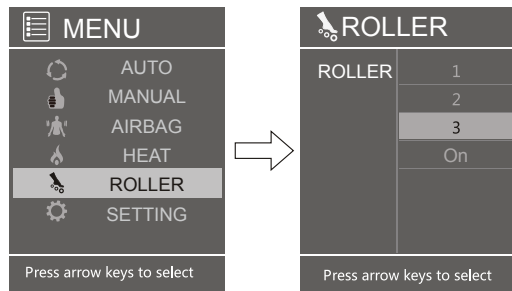 MENU
AUTO
MANUAL
AIRBAG
HEAT
ROLLER
SETTING
Press arrow keys to select
ROLLER
ROLLER 1
2
3
On
Press arrow keys to select